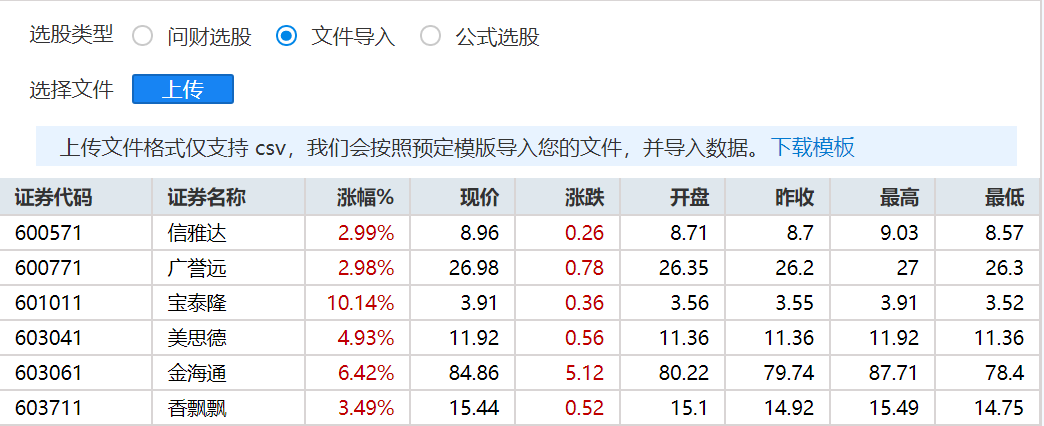 选股类型 问财选股 文件导入 公式选股
选择文件 上传
上传文件格式仅支持 csv，我们会按照预定模版导入您的文件，并导入数据。下载模板
证券代码 证券名称 涨幅% 现价 涨跌 开盘 昨收 最高 最低
600571 信雅达 2.99% 8.96 0.26 8.71 8.7 9.03 8.57
600771 广誉远 2.98% 26.98 0.78 26.35 26.2 27 26.3
601011 宝泰隆 10.14% 3.91 0.36 3.56 3.55 3.91 3.52
603041 美思德 4.93% 11.92 0.56 11.36 11.36 11.92 11.36
603061 金海通 6.42% 84.86 5.12 80.22 79.74 87.71 78.4
603711 香飘飘 3.49% 15.44 0.52 15.1 14.92 15.49 14.75